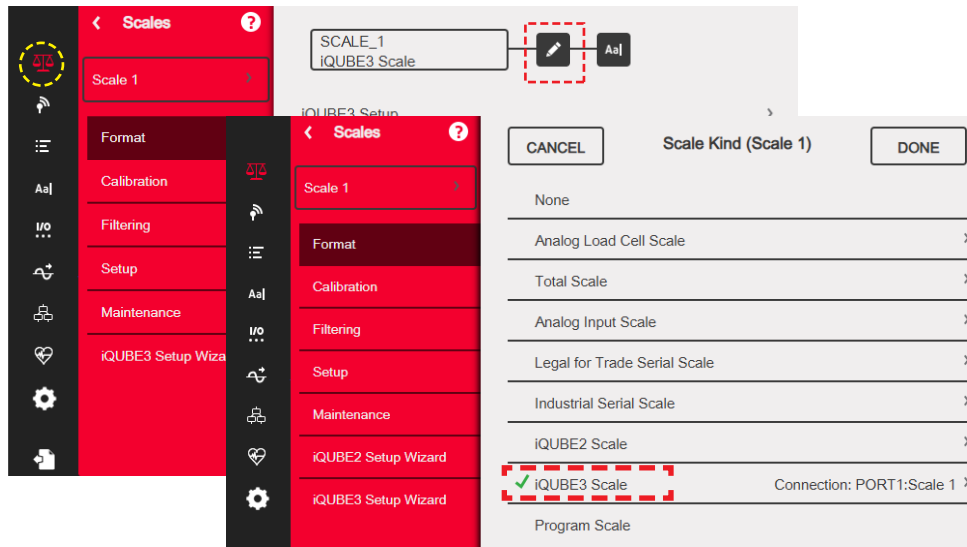 Scales
?
Scale 1
Format
Calibration
Filtering
Setup
Maintenance
iQUBE3 Setup Wiza
Aa
I/O
SCALE_1
iQUBE3 Scale
Aa
iQUBE3 Setup
Scales
?
Scale 1
Format
Calibration
Filtering
Setup
Maintenance
iQUBE2 Setup Wizard
iQUBE3 Setup Wizard
Aa
I/O
CANCEL
Scale Kind (Scale 1)
DONE
None
Analog Load Cell Scale
Total Scale
Analog Input Scale
Legal for Trade Serial Scale
Industrial Serial Scale
iQUBE2 Scale
iQUBE3 Scale Connection: PORT1:Scale 1
Program Scale